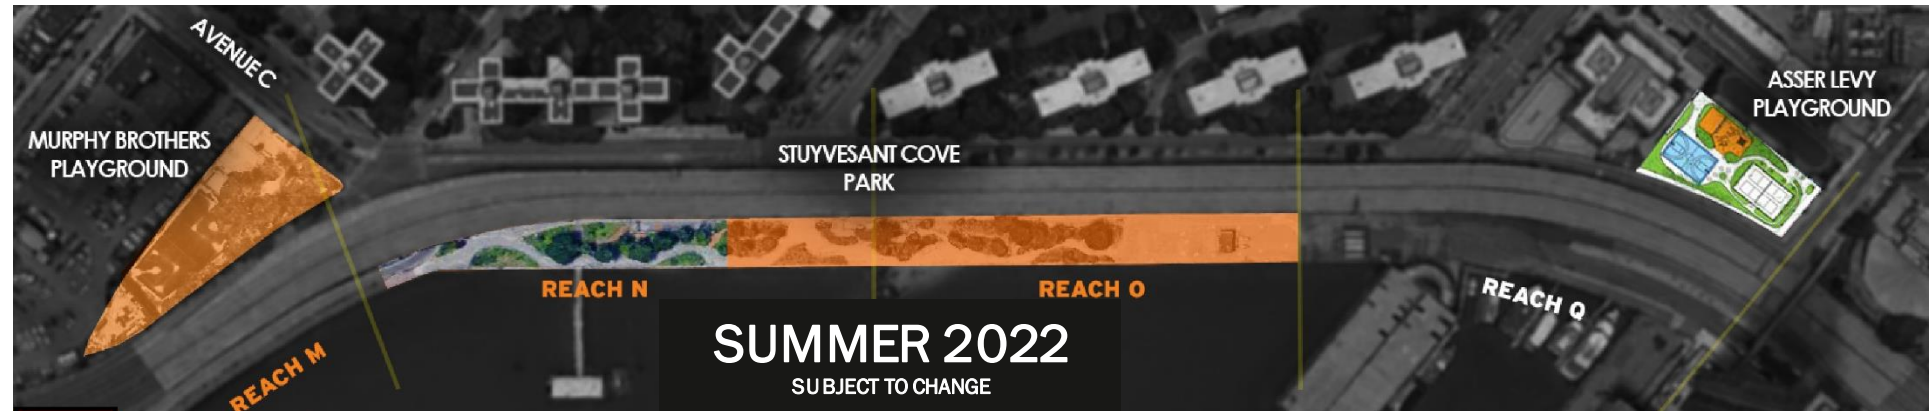 AVENUE C
MURPHY BROTHERS
PLAYGROUND
STUYVESANT COVE
PARK
ASSER LEVY
PLAYGROUND
REACH M
REACH N
REACH O
REACH Q
SUMMER 2022
SUBJECT TO CHANGE